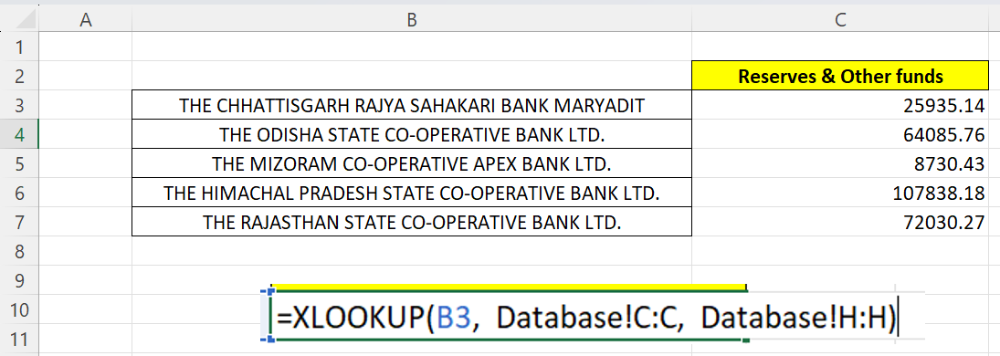 A B C
1
2 Reserves & Other funds
3 THE CHHATTISGARH RAJYA SAHAKARI BANK MARYADIT 25935.14
4 THE ODISHA STATE CO-OPERATIVE BANK LTD. 64085.76
5 THE MIZORAM CO-OPERATIVE APEX BANK LTD. 8730.43
6 THE HIMACHAL PRADESH STATE CO-OPERATIVE BANK LTD. 107838.18
7 THE RAJASTHAN STATE CO-OPERATIVE BANK LTD. 72030.27
8
9
10 =XLOOKUP(B3, Database!C:C, Database!H:H)
11